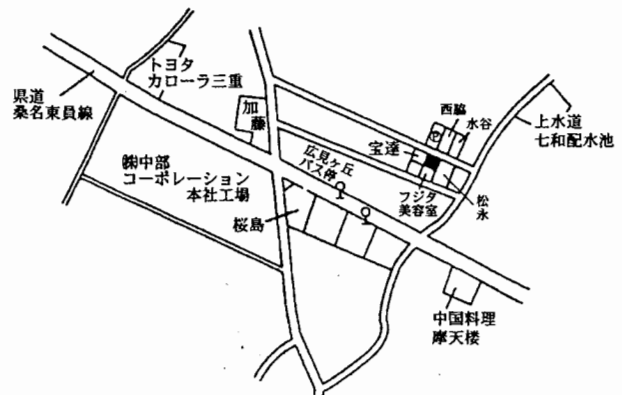 トヨタ
カローラ三重
県道
桑名東員線
加藤
西脇
水谷
上水道
七和配水池
宝達
広見ケ丘
バス停
㈱中部
コーポレーション
本社工場
フジタ
美容室
松永
桜島
中国料理
摩天楼